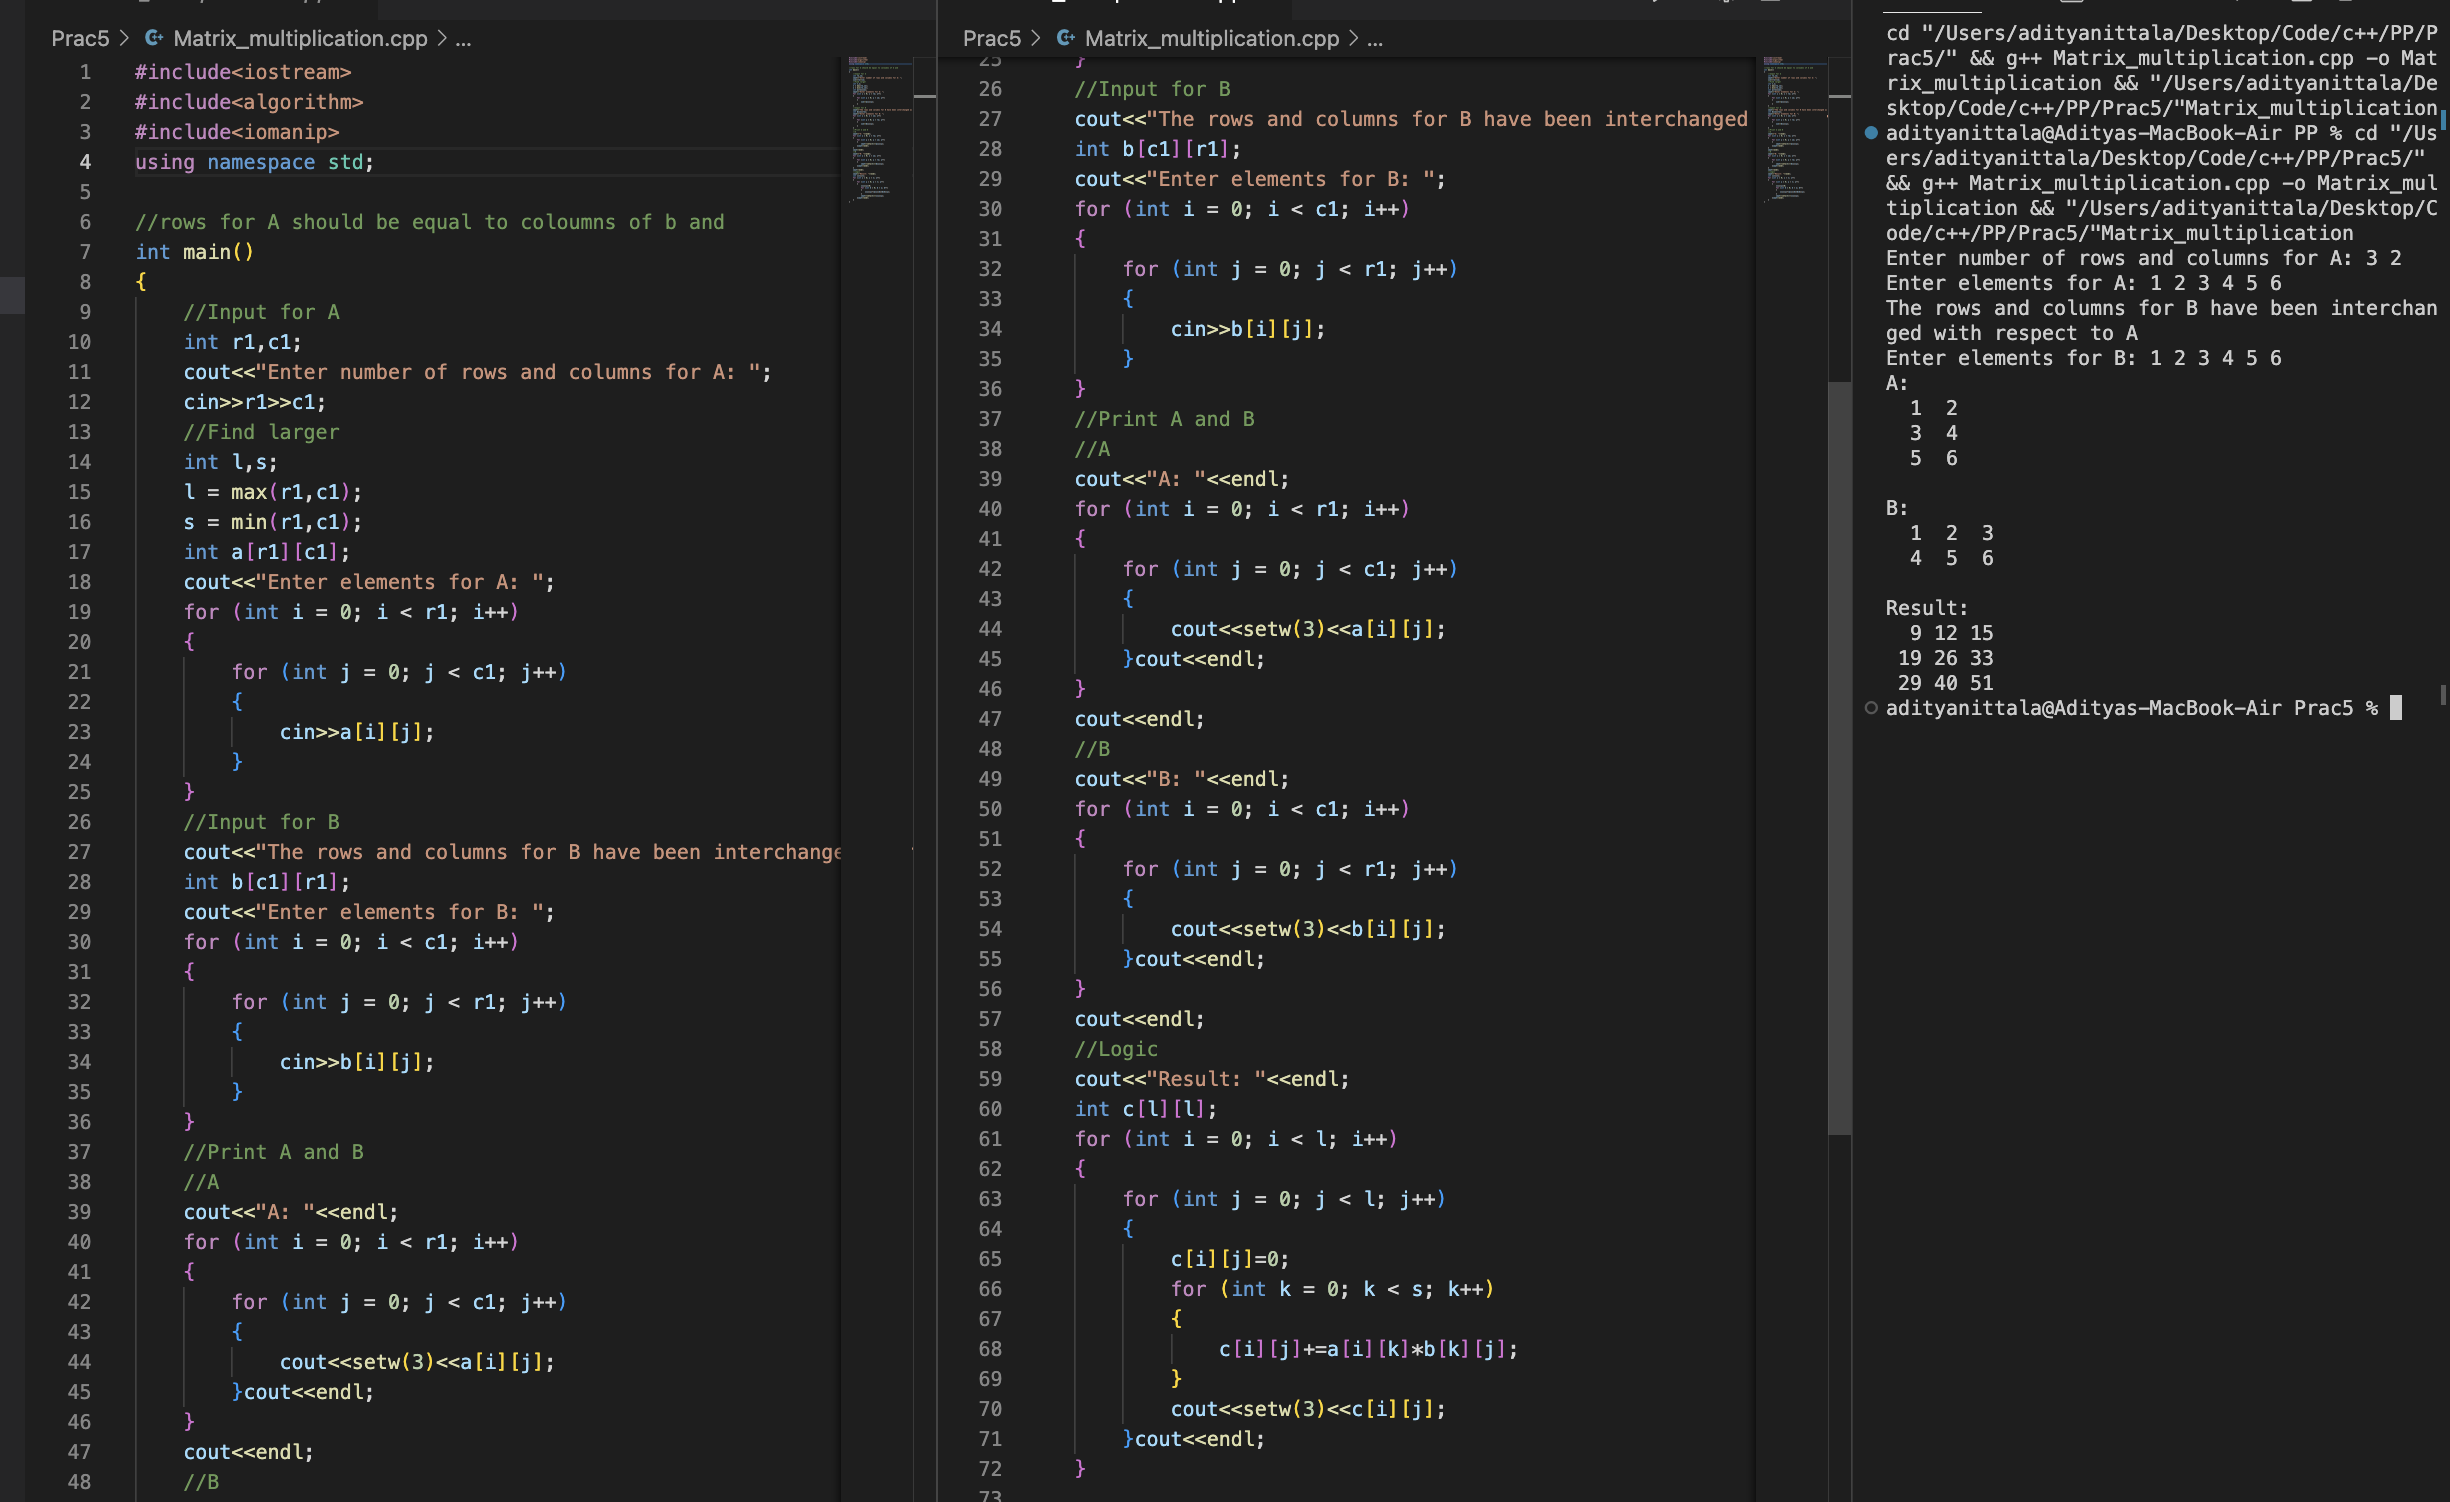 Prac5 > Matrix_multiplication.cpp > ...
1 #include<iostream>
2 #include<algorithm>
3 #include<iomanip>
4 using namespace std;
5
6 //rows for A should be equal to coloumns of b and
7 int main()
8 {
9 //Input for A
10 int r1,c1;
11 cout<<"Enter number of rows and columns for A: ";
12 cin>>r1>>c1;
13 //Find larger
14 int l,s;
15 l = max(r1,c1);
16 s = min(r1,c1);
17 int a[r1][c1];
18 cout<<"Enter elements for A: ";
19 for (int i = 0; i < r1; i++)
20 {
21 for (int j = 0; j < c1; j++)
22 {
23 cin>>a[i][j];
24 }
25 }
26 //Input for B
27 cout<<"The rows and columns for B have been interchange
28 int b[c1][r1];
29 cout<<"Enter elements for B: ";
30 for (int i = 0; i < c1; i++)
31 {
32 for (int j = 0; j < r1; j++)
33 {
34 cin>>b[i][j];
35 }
36 }
37 //Print A and B
38 //A
39 cout<<"A: "<<endl;
40 for (int i = 0; i < r1; i++)
41 {
42 for (int j = 0; j < c1; j++)
43 {
44 cout<<setw(3)<<a[i][j];
45 }cout<<endl;
46 }
47 cout<<endl;
48 //B
Prac5 > Matrix_multiplication.cpp > ...
25 }
26 //Input for B
27 cout<<"The rows and columns for B have been interchanged
28 int b[c1][r1];
29 cout<<"Enter elements for B: ";
30 for (int i = 0; i < c1; i++)
31 {
32 for (int j = 0; j < r1; j++)
33 {
34 cin>>b[i][j];
35 }
36 }
37 //Print A and B
38 //A
39 cout<<"A: "<<endl;
40 for (int i = 0; i < r1; i++)
41 {
42 for (int j = 0; j < c1; j++)
43 {
44 cout<<setw(3)<<a[i][j];
45 }cout<<endl;
46 }
47 cout<<endl;
48 //B
49 cout<<"B: "<<endl;
50 for (int i = 0; i < c1; i++)
51 {
52 for (int j = 0; j < r1; j++)
53 {
54 cout<<setw(3)<<b[i][j];
55 }cout<<endl;
56 }
57 cout<<endl;
58 //Logic
59 cout<<"Result: "<<endl;
60 int c[l][l];
61 for (int i = 0; i < l; i++)
62 {
63 for (int j = 0; j < l; j++)
64 {
65 c[i][j]=0;
66 for (int k = 0; k < s; k++)
67 {
68 c[i][j]+=a[i][k]*b[k][j];
69 }
70 cout<<setw(3)<<c[i][j];
71 }cout<<endl;
72 }
73
cd "/Users/adityanittala/Desktop/Code/c++/PP/P
rac5/" && g++ Matrix_multiplication.cpp -o Mat
rix_multiplication && "/Users/adityanittala/De
sktop/Code/c++/PP/Prac5/"Matrix_multiplication
adityanittala@Adityas-MacBook-Air PP % cd "/Us
ers/adityanittala/Desktop/Code/c++/PP/Prac5/"
&& g++ Matrix_multiplication.cpp -o Matrix_mul
tiplication && "/Users/adityanittala/Desktop/C
ode/c++/PP/Prac5/"Matrix_multiplication
Enter number of rows and columns for A: 3 2
Enter elements for A: 1 2 3 4 5 6
The rows and columns for B have been interchan
ged with respect to A
Enter elements for B: 1 2 3 4 5 6
A:
1 2
3 4
5 6
B:
1 2 3
4 5 6
Result:
9 12 15
19 26 33
29 40 51
adityanittala@Adityas-MacBook-Air Prac5 %